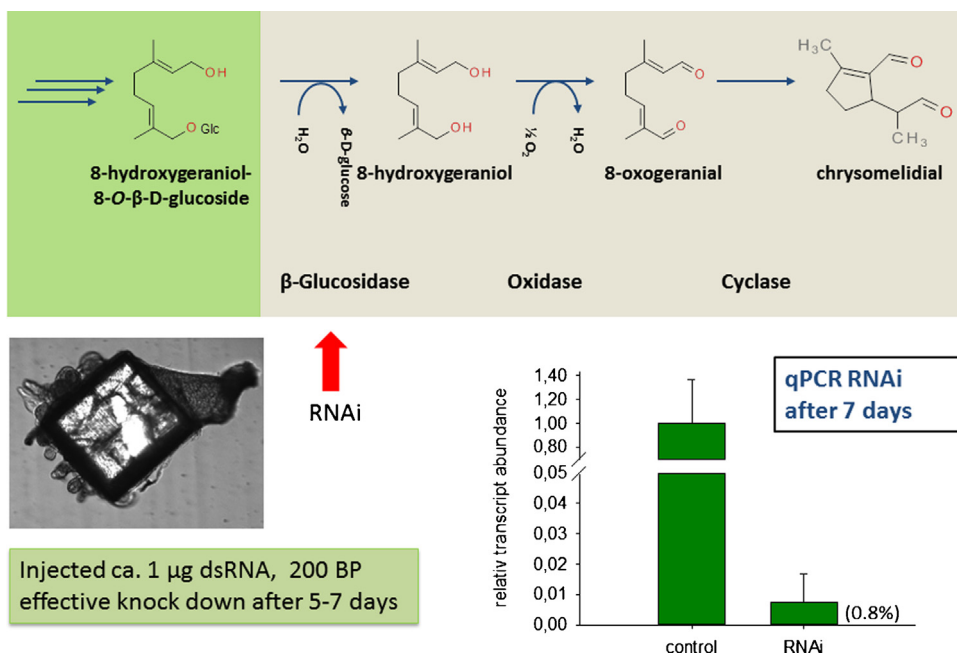 OH
O
Glc
8-hydroxygeraniol-
8-O-β-D-glucoside
H₂O
β-D-glucose
OH
OH
8-hydroxygeraniol
½ O₂
H₂O
O
O
8-oxogeranial
CH₃
O
O
CH₃
chrysomelidial
β-Glucosidase
Oxidase
Cyclase
RNAi
Injected ca. 1 µg dsRNA, 200 BP
effective knock down after 5-7 days
qPCR RNAi
after 7 days
relativ transcript abundance
1,40
1,20
1,00
0,80
0,05
0,04
0,03
0,02
0,01
0,00
(0.8%)
control
RNAi